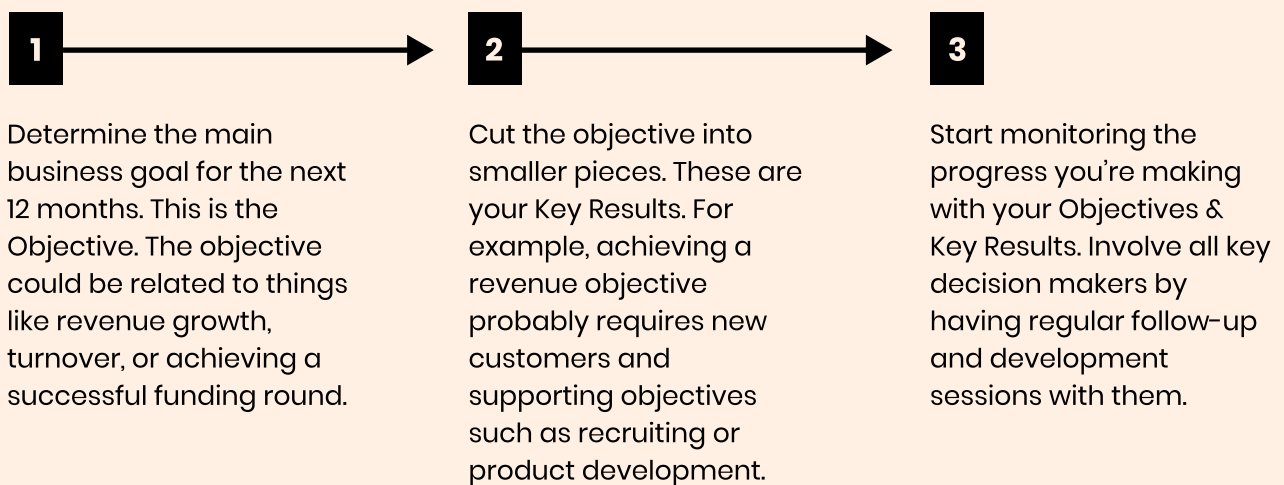 1
Determine the main
business goal for the next
12 months. This is the
Objective. The objective
could be related to things
like revenue growth,
turnover, or achieving a
successful funding round.
2
Cut the objective into
smaller pieces. These are
your Key Results. For
example, achieving a
revenue objective
probably requires new
customers and
supporting objectives
such as recruiting or
product development.
3
Start monitoring the
progress you’re making
with your Objectives &
Key Results. Involve all key
decision makers by
having regular follow-up
and development
sessions with them.